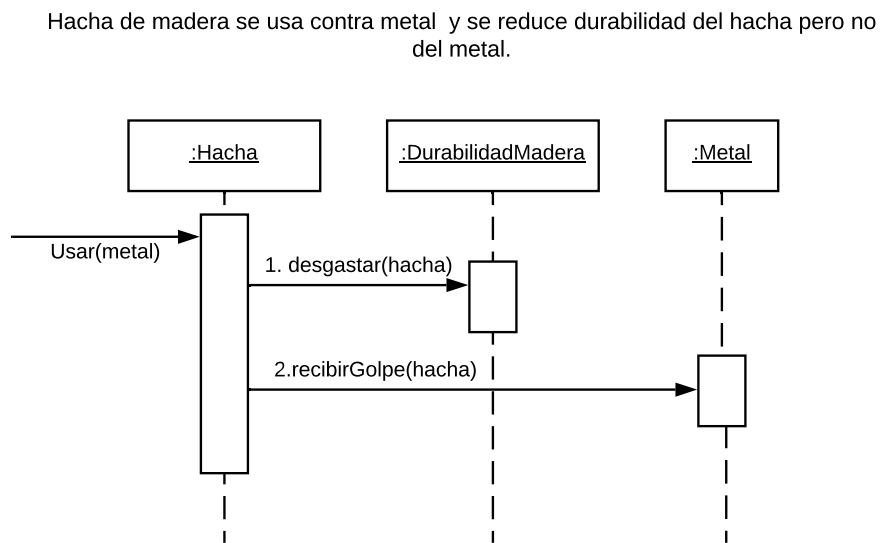 Hacha de madera se usa contra metal  y se reduce durabilidad del hacha pero no
del metal.
:Hacha
:DurabilidadMadera
:Metal
Usar(metal)
1. desgastar(hacha)
2.recibirGolpe(hacha)